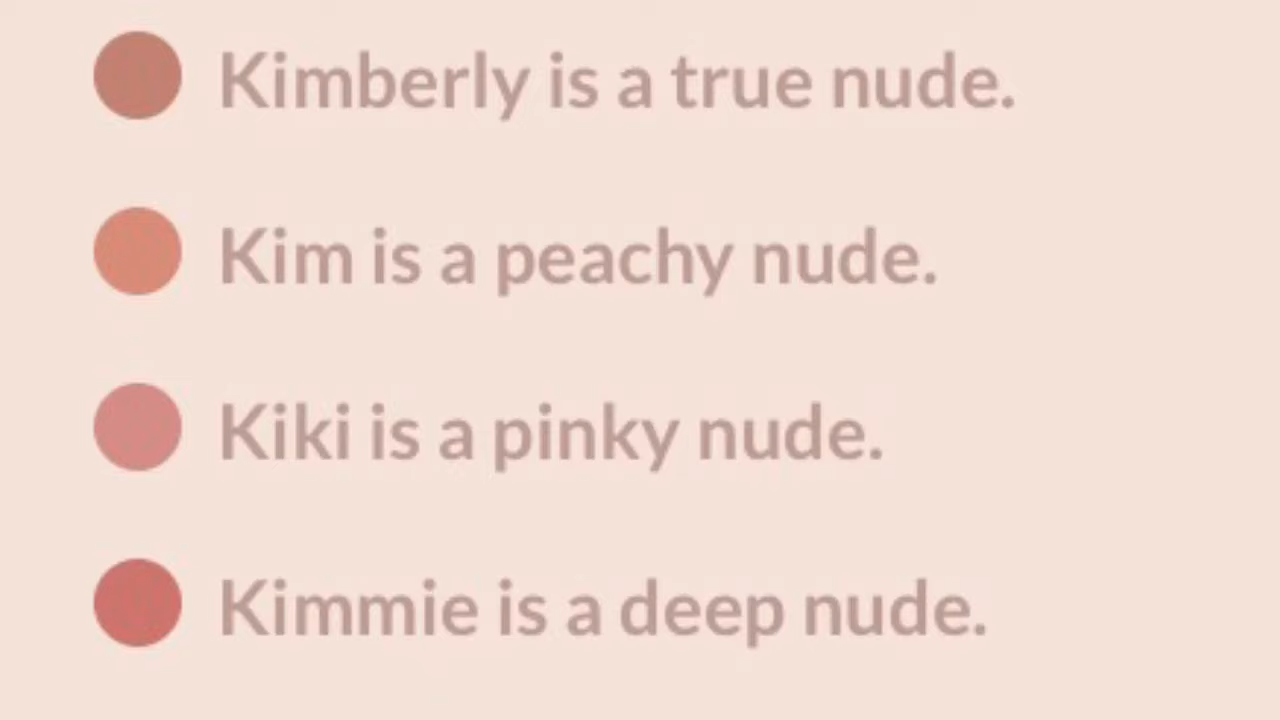 Kimberly is a true nude.
Kim is a peachy nude.
Kiki is a pinky nude.
Kimmie is a deep nude.